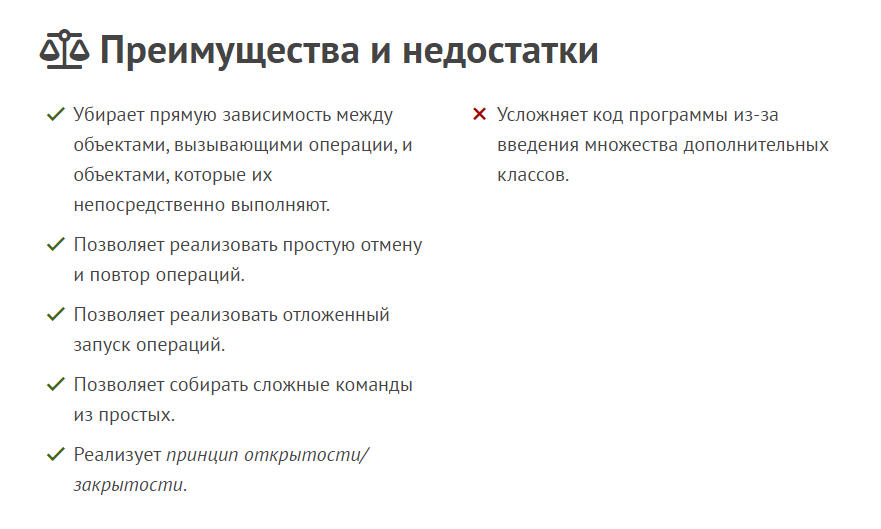 Преимущества и недостатки
Убирает прямую зависимость между
объектами, вызывающими операции, и
объектами, которые их
непосредственно выполняют.
Позволяет реализовать простую отмену
и повтор операций.
Позволяет реализовать отложенный
запуск операций.
Позволяет собирать сложные команды
из простых.
Реализует принцип открытости/
закрытости.
Усложняет код программы из-за
введения множества дополнительных
классов.